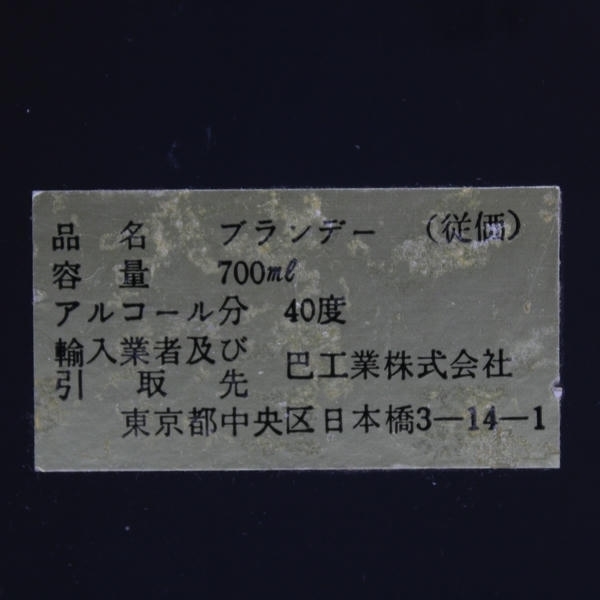 品名 ブランデー (従価)
容量 700ml
アルコール分 40度
輸入業者及び
引取先 巴工業株式会社
東京都中央区日本橋3—14—1